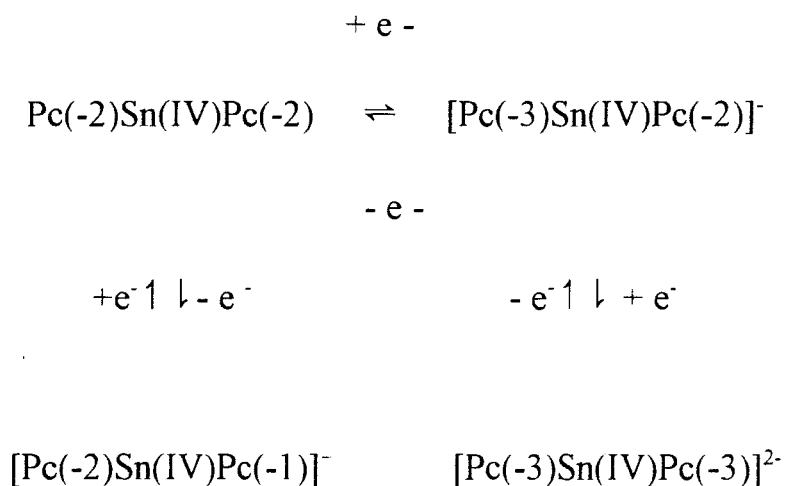 + e -
Pc(-2)Sn(IV)Pc(-2) ⇌ [Pc(-3)Sn(IV)Pc(-2)]⁻
- e -
+e⁻↿ ⇂- e ⁻ - e⁻↿ ⇂ + e⁻
[Pc(-2)Sn(IV)Pc(-1)]⁻ [Pc(-3)Sn(IV)Pc(-3)]²⁻